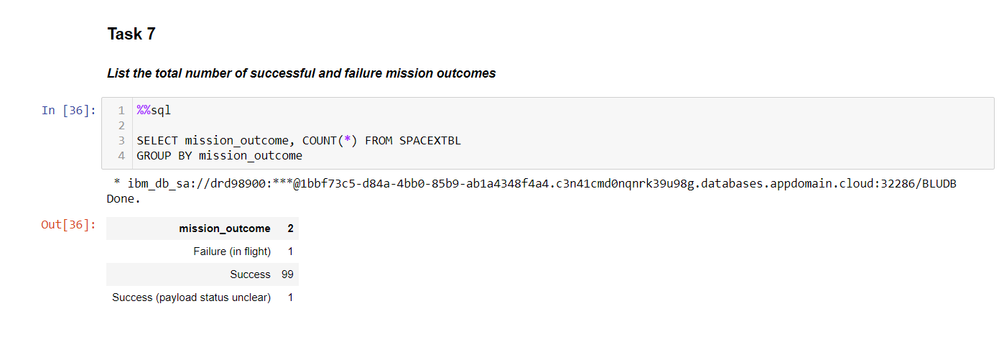 Task 7
List the total number of successful and failure mission outcomes
In [36]:
1 %%sql
2
3 SELECT mission_outcome, COUNT(*) FROM SPACEXTBL
4 GROUP BY mission_outcome
* ibm_db_sa://drd98900:***@1bbf73c5-d84a-4bb0-85b9-ab1a4348f4a4.c3n41cmd0nqnrk39u98g.databases.appdomain.cloud:32286/BLUDB
Done.
Out[36]:
mission_outcome 2
Failure (in flight) 1
Success 99
Success (payload status unclear) 1